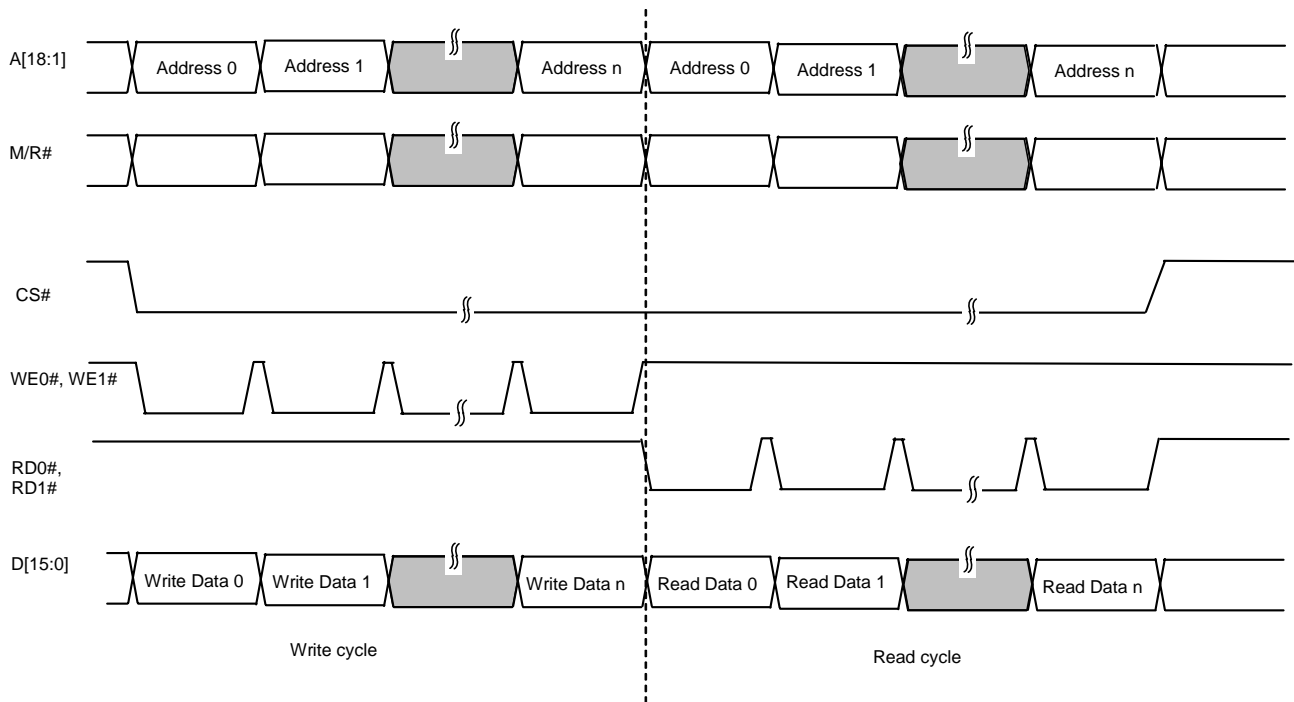 A[18:1]
Address 0
Address 1
Address n
Address 0
Address 1
Address n
M/R#
CS#
WE0#, WE1#
RD0#,
RD1#
D[15:0]
Write Data 0
Write Data 1
Write Data n
Read Data 0
Read Data 1
Read Data n
Write cycle
Read cycle